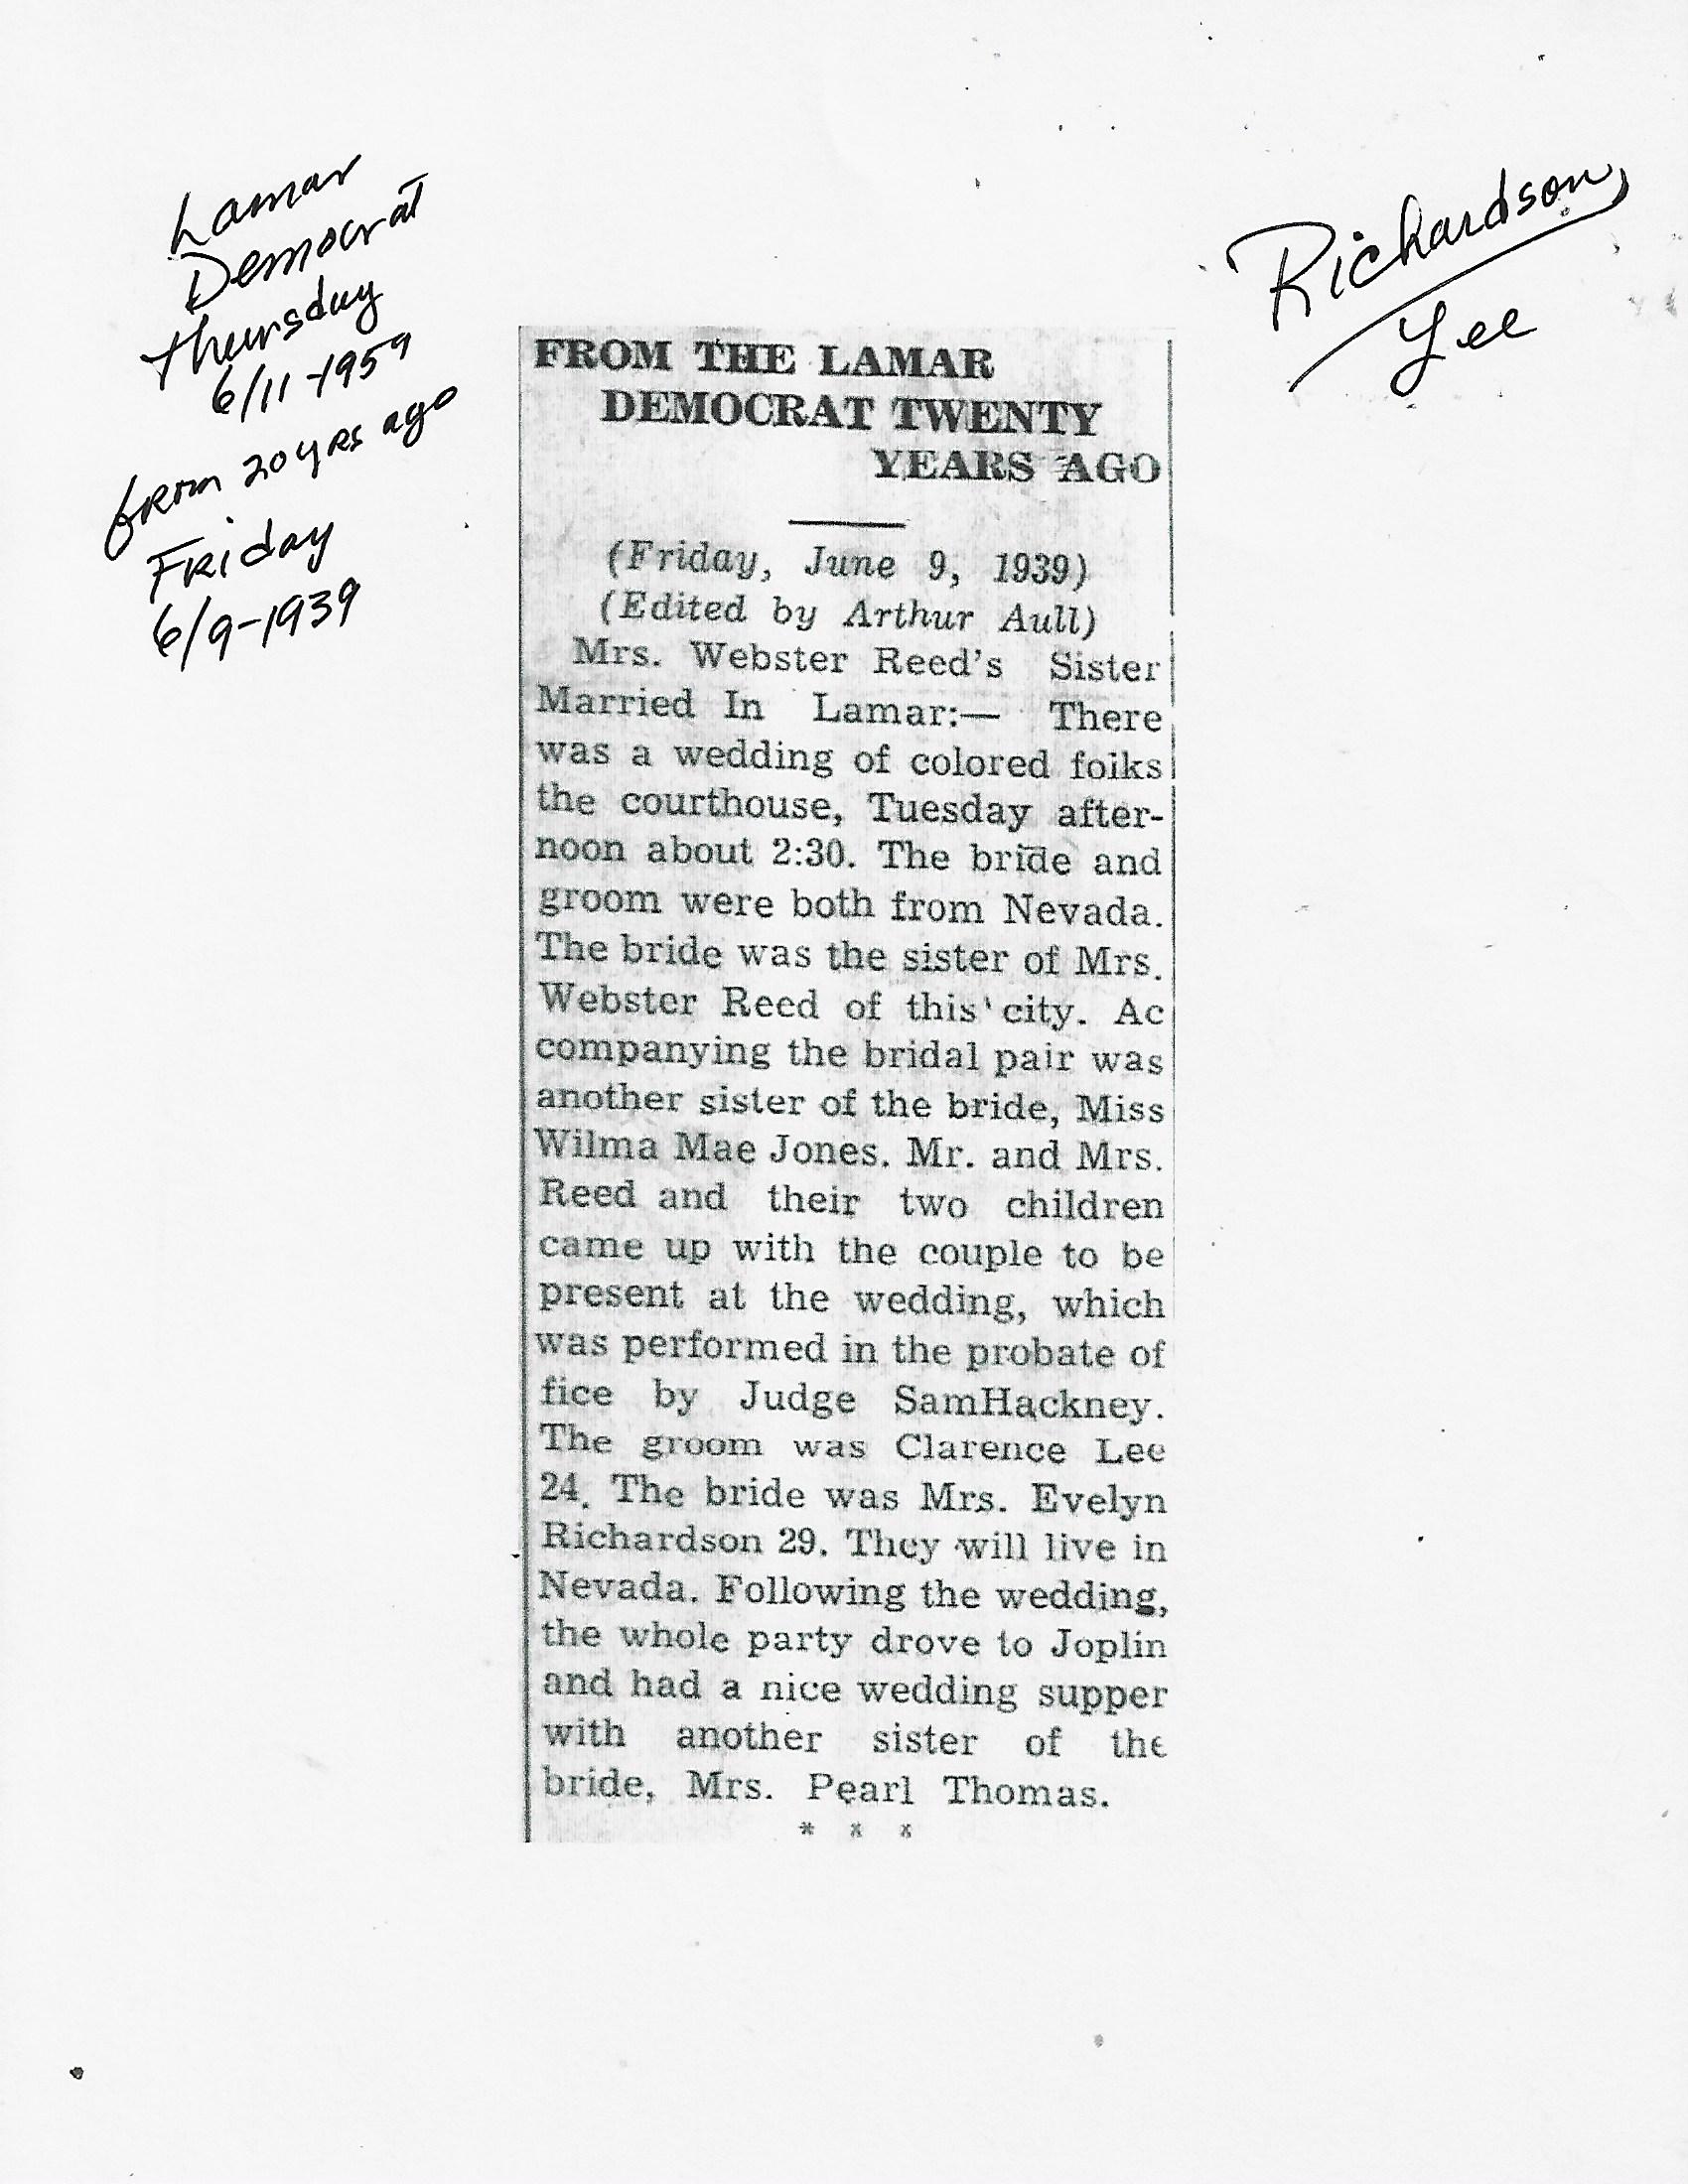 Lamar
Democrat
Thursday
6/11-1959
from 20 yrs ago
Friday
6/9-1939
Richardson,
Lee
FROM THE LAMAR
DEMOCRAT TWENTY
YEARS AGO
(Friday, June 9, 1939)
(Edited by Arthur Aull)
Mrs. Webster Reed's Sister
Married In Lamar:— There
was a wedding of colored foiks
the courthouse, Tuesday after-
noon about 2:30. The bride and
groom were both from Nevada.
The bride was the sister of Mrs.
Webster Reed of this' city. Ac
companying the bridal pair was
another sister of the bride, Miss
Wilma Mae Jones. Mr. and Mrs.
Reed and their two children
came up with the couple to be
present at the wedding, which
was performed in the probate of
fice by Judge SamHackney.
The groom was Clarence Lee
24. The bride was Mrs. Evelyn
Richardson 29. They will live in
Nevada. Following the wedding,
the whole party drove to Joplin
and had a nice wedding supper
with another sister of the
bride, Mrs. Pearl Thomas.
* * *